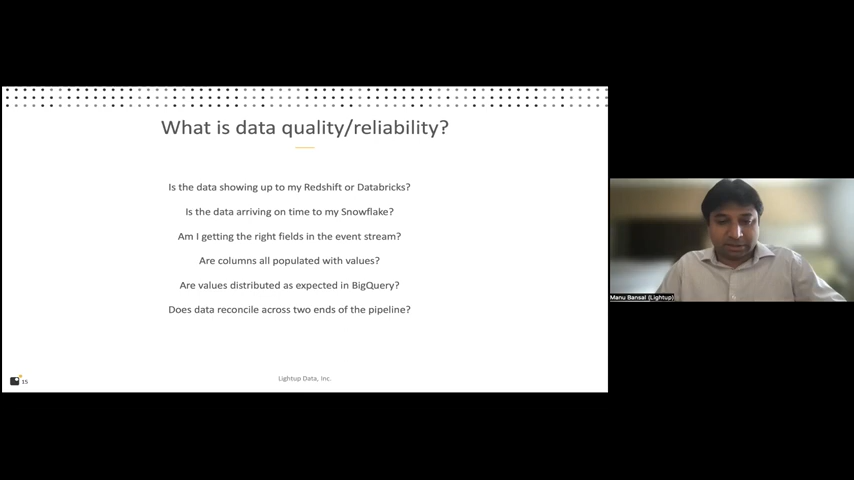 What is data quality/reliability?
Is the data showing up to my Redshift or Databricks?
Is the data arriving on time to my Snowflake?
Am I getting the right fields in the event stream?
Are columns all populated with values?
Are values distributed as expected in BigQuery?
Does data reconcile across two ends of the pipeline?
15
Lightup Data, Inc.
Manu Bansal (Lightup)